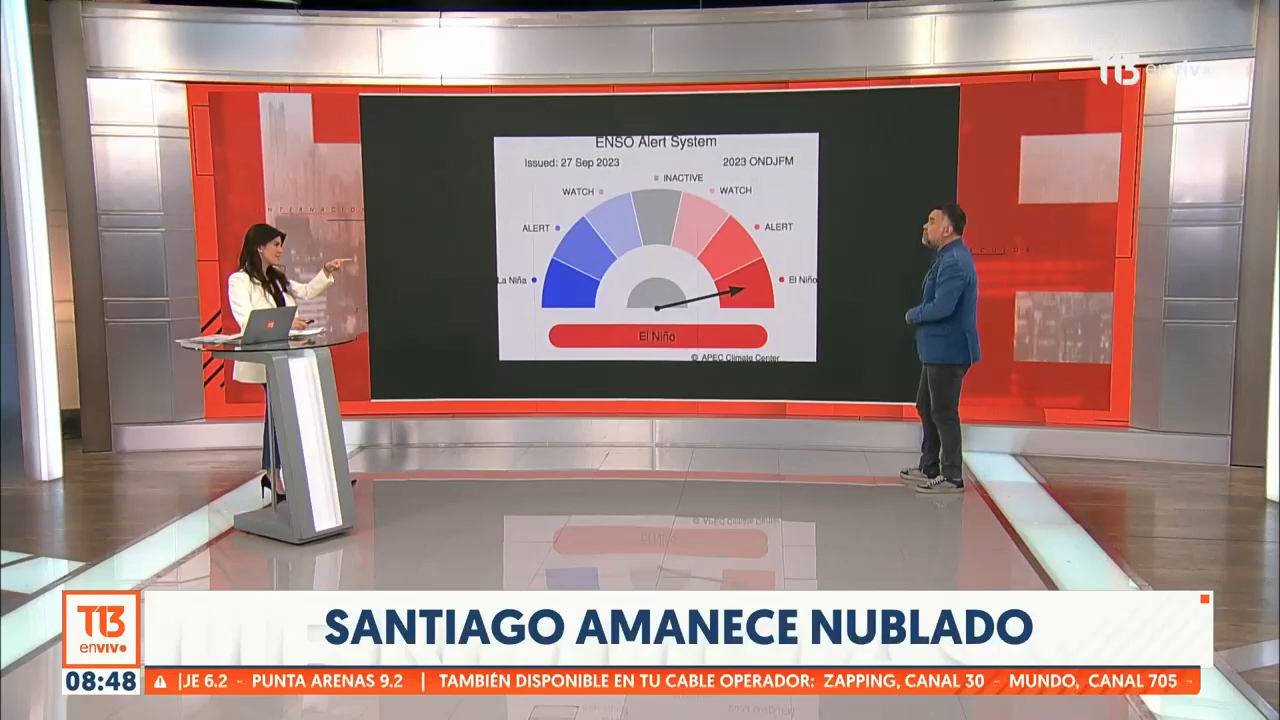 T13 en vivo
ENSO Alert System
Issued: 27 Sep 2023
2023 ONDJFM
INACTIVE
WATCH
WATCH
ALERT
ALERT
La Niña
El Niño
El Niño
© APEC Climate Center
T13
en vivo
SANTIAGO AMANECE NUBLADO
08:48
JE 6.2 - PUNTA ARENAS 9.2 | TAMBIÉN DISPONIBLE EN TU CABLE OPERADOR: ZAPPING, CANAL 30 - MUNDO, CANAL 705 -